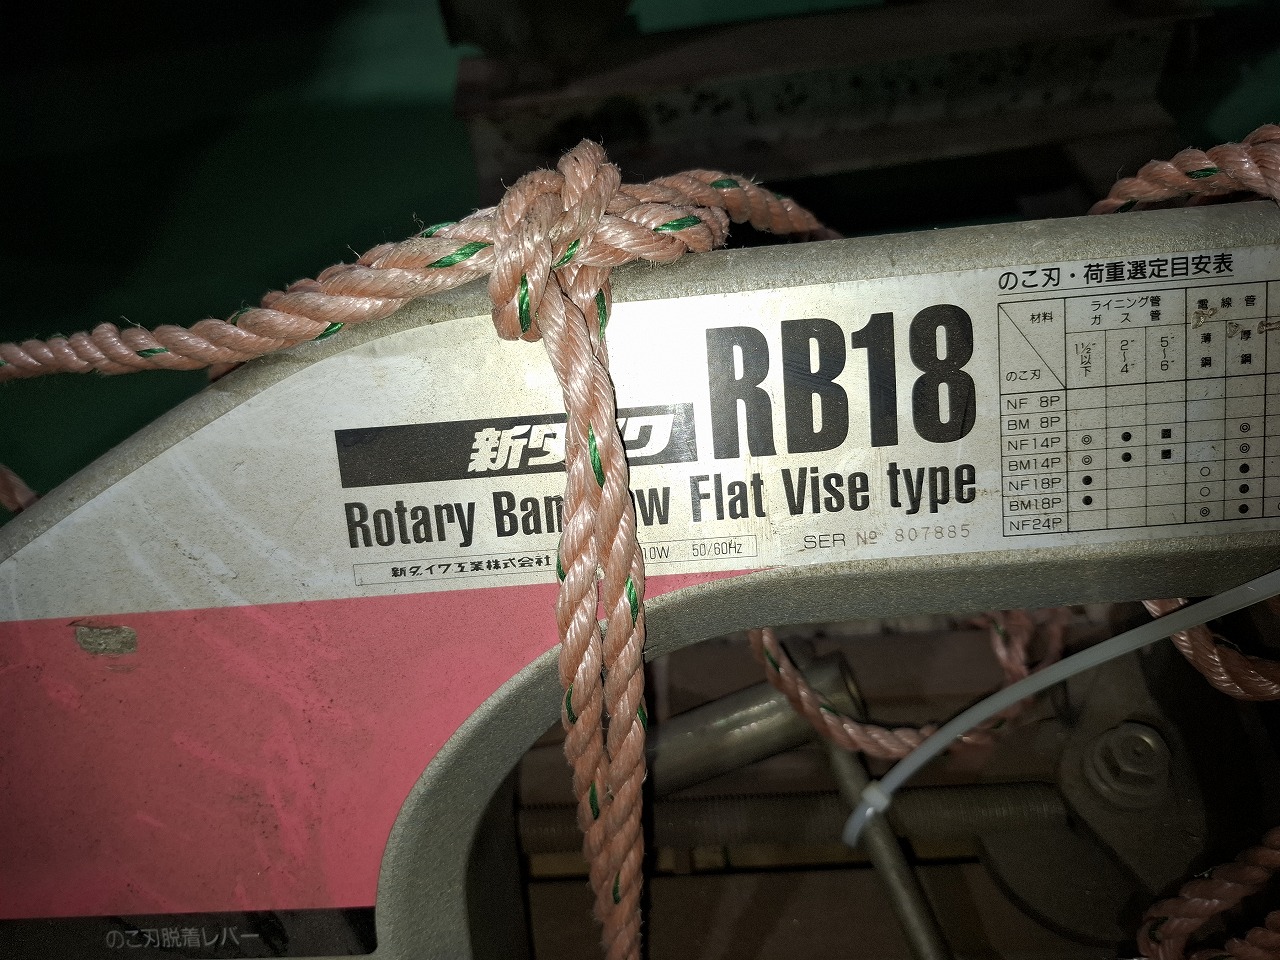 RB18
新ダイワ
Rotary Band Saw Flat Vise type
新ダイワ工業株式会社
10W 50/60Hz
SER № 807885
のこ刃・荷重選定目安表
材料
のこ刃
ライニング管
ガス管
電線管
1½"以下
2"～4"
5"～6"
薄鋼
厚鋼
NF 8P
BM 8P ◎
NF14P ◎ ● ■ ◎
BM14P ◎ ● ■ ●
NF18P ● ○ ●
BM18P ● ○ ●
NF24P ◎ ◎
のこ刃脱着レバー